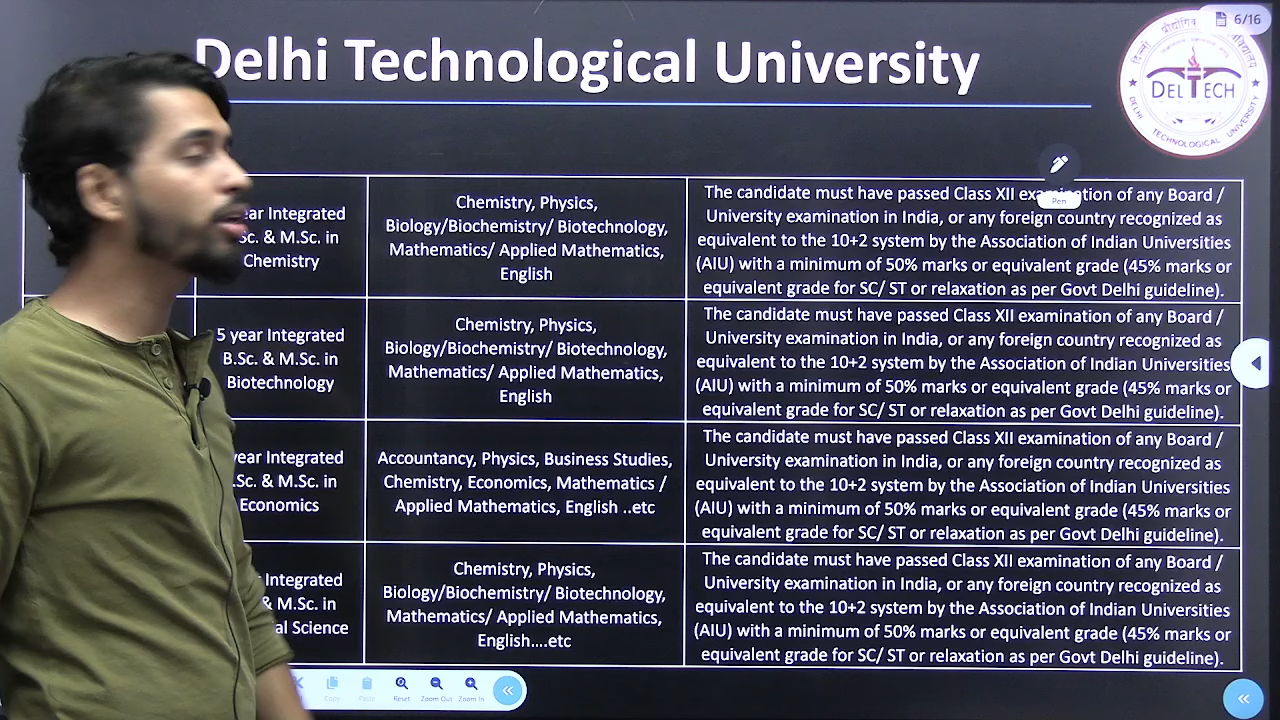 Delhi Technological University
6/16
DELTECH
DELHI TECHNOLOGICAL UNIVERSITY
Pen
Integrated
& M.Sc. in
Chemistry
Chemistry, Physics,
Biology/Biochemistry/ Biotechnology,
Mathematics/ Applied Mathematics,
English
The candidate must have passed Class XII examination of any Board /
University examination in India, or any foreign country recognized as
equivalent to the 10+2 system by the Association of Indian Universities
(AIU) with a minimum of 50% marks or equivalent grade (45% marks or
equivalent grade for SC/ ST or relaxation as per Govt Delhi guideline).
5 year Integrated
B.Sc. & M.Sc. in
Biotechnology
Chemistry, Physics,
Biology/Biochemistry/ Biotechnology,
Mathematics/ Applied Mathematics,
English
The candidate must have passed Class XII examination of any Board /
University examination in India, or any foreign country recognized as
equivalent to the 10+2 system by the Association of Indian Universities
(AIU) with a minimum of 50% marks or equivalent grade (45% marks or
equivalent grade for SC/ ST or relaxation as per Govt Delhi guideline).
year Integrated
& M.Sc. in
Economics
Accountancy, Physics, Business Studies,
Chemistry, Economics, Mathematics /
Applied Mathematics, English ..etc
The candidate must have passed Class XII examination of any Board /
University examination in India, or any foreign country recognized as
equivalent to the 10+2 system by the Association of Indian Universities
(AIU) with a minimum of 50% marks or equivalent grade (45% marks or
equivalent grade for SC/ ST or relaxation as per Govt Delhi guideline).
Integrated
& M.Sc. in
Science
Chemistry, Physics,
Biology/Biochemistry/ Biotechnology,
Mathematics/ Applied Mathematics,
English....etc
The candidate must have passed Class XII examination of any Board /
University examination in India, or any foreign country recognized as
equivalent to the 10+2 system by the Association of Indian Universities
(AIU) with a minimum of 50% marks or equivalent grade (45% marks or
equivalent grade for SC/ ST or relaxation as per Govt Delhi guideline).
Copy Paste Reset Zoom Out Zoom In